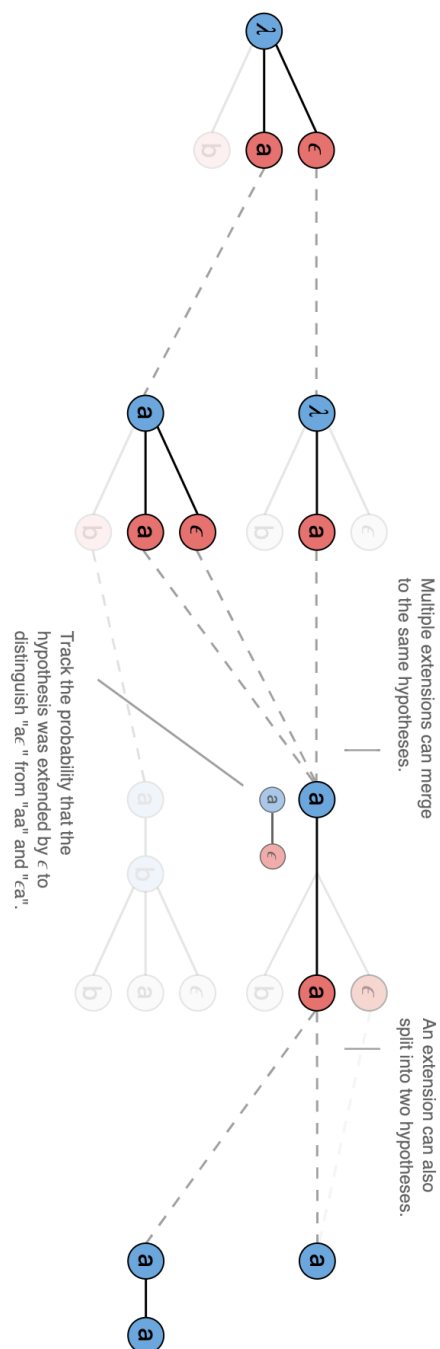 Multiple extensions can merge
to the same hypotheses.
An extension can also
split into two hypotheses.
ϵ ϵ
ϵ λ a a a a
λ a b a ϵ b
b ϵ ϵ
a a a b a a a
b b
Track the probability that the
hypothesis was extended by ϵ to
distinguish "aϵ " from "aa" and "ϵa".